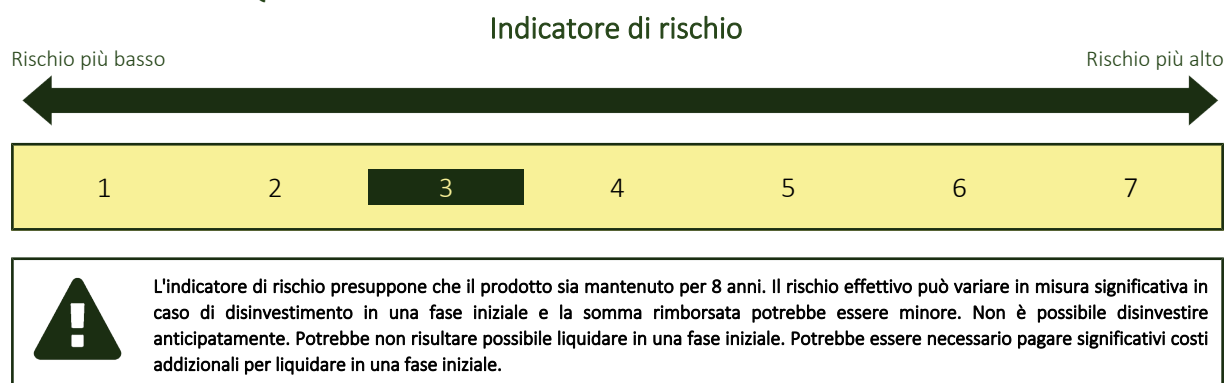 Indicatore di rischio
Rischio più basso
Rischio più alto
1 2 3 4 5 6 7
L'indicatore di rischio presuppone che il prodotto sia mantenuto per 8 anni. Il rischio effettivo può variare in misura significativa in
caso di disinvestimento in una fase iniziale e la somma rimborsata potrebbe essere minore. Non è possibile disinvestire
anticipatamente. Potrebbe non risultare possibile liquidare in una fase iniziale. Potrebbe essere necessario pagare significativi costi
addizionali per liquidare in una fase iniziale.